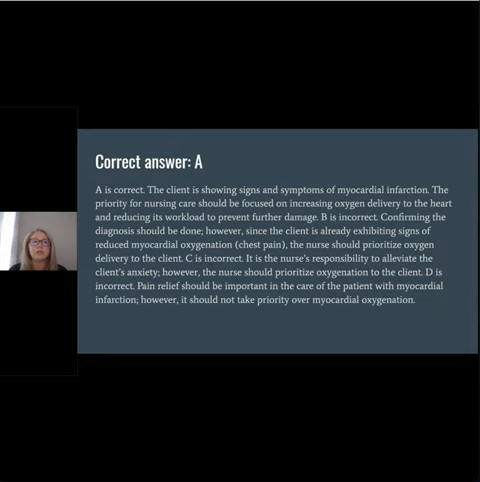 Correct answer: A
A is correct. The client is showing signs and symptoms of myocardial infarction. The
priority for nursing care should be focused on increasing oxygen delivery to the heart
and reducing its workload to prevent further damage. B is incorrect. Confirming the
diagnosis should be done; however, since the client is already exhibiting signs of
reduced myocardial oxygenation (chest pain), the nurse should prioritize oxygen
delivery to the client. C is incorrect. It is the nurse's responsibility to alleviate the
client's anxiety; however, the nurse should prioritize oxygenation to the client. D is
incorrect. Pain relief should be important in the care of the patient with myocardial
infarction; however, it should not take priority over myocardial oxygenation.